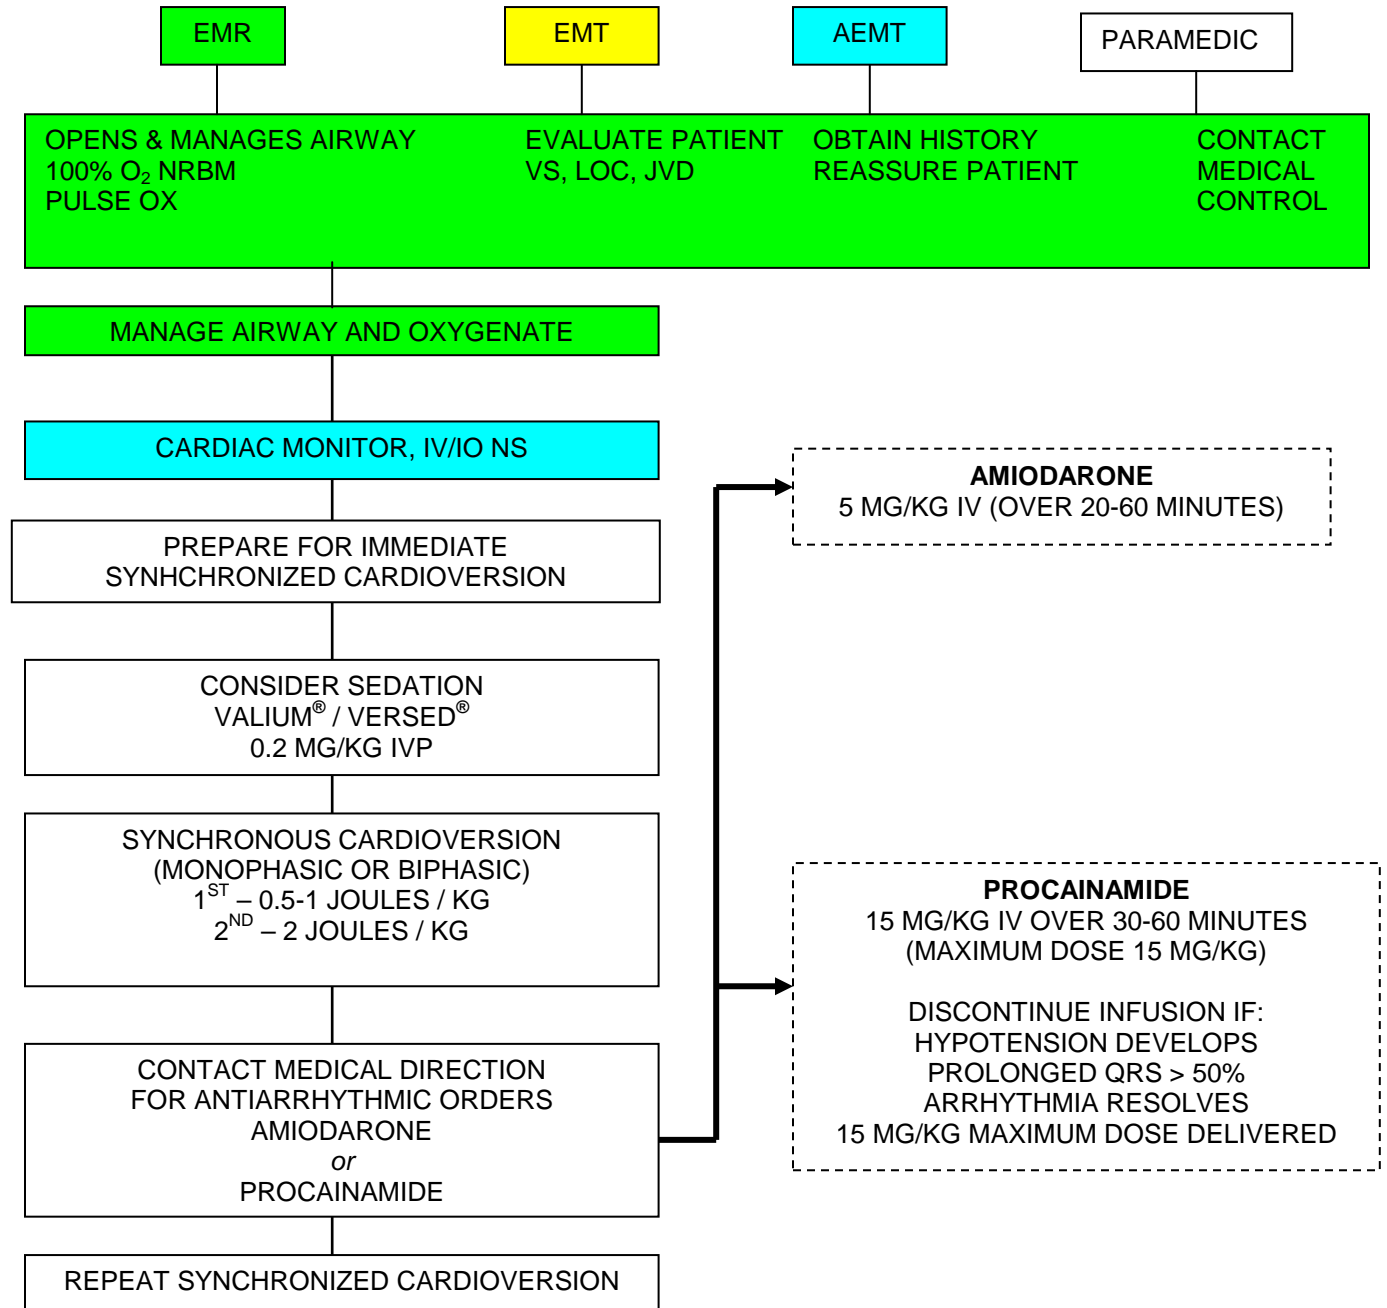 EMR
EMT
AEMT
PARAMEDIC
OPENS & MANAGES AIRWAY
100% O₂ NRBM
PULSE OX
EVALUATE PATIENT
VS, LOC, JVD
OBTAIN HISTORY
REASSURE PATIENT
CONTACT
MEDICAL
CONTROL
MANAGE AIRWAY AND OXYGENATE
CARDIAC MONITOR, IV/IO NS
PREPARE FOR IMMEDIATE
SYNHCHRONIZED CARDIOVERSION
CONSIDER SEDATION
VALIUM® / VERSED®
0.2 MG/KG IVP
SYNCHRONOUS CARDIOVERSION
(MONOPHASIC OR BIPHASIC)
1ST – 0.5-1 JOULES / KG
2ND – 2 JOULES / KG
CONTACT MEDICAL DIRECTION
FOR ANTIARRHYTHMIC ORDERS
AMIODARONE
or
PROCAINAMIDE
REPEAT SYNCHRONIZED CARDIOVERSION
AMIODARONE
5 MG/KG IV (OVER 20-60 MINUTES)
PROCAINAMIDE
15 MG/KG IV OVER 30-60 MINUTES
(MAXIMUM DOSE 15 MG/KG)
DISCONTINUE INFUSION IF:
HYPOTENSION DEVELOPS
PROLONGED QRS > 50%
ARRHYTHMIA RESOLVES
15 MG/KG MAXIMUM DOSE DELIVERED